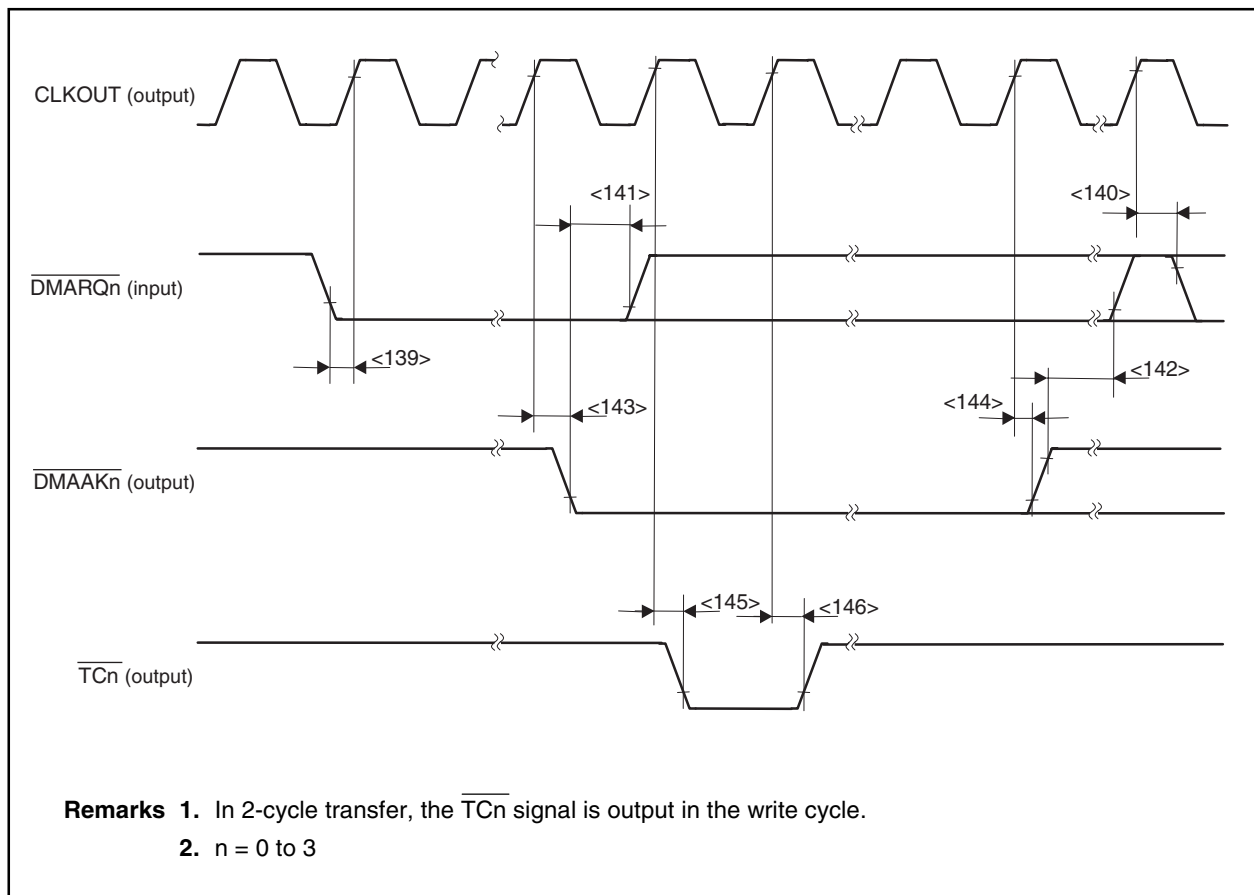 CLKOUT (output)
<141>
<140>
DMARQn (input)
<139>
<142>
<143>
<144>
DMAAKn (output)
<145>
<146>
TCn (output)
Remarks 1. In 2-cycle transfer, the TCn signal is output in the write cycle.
2. n = 0 to 3